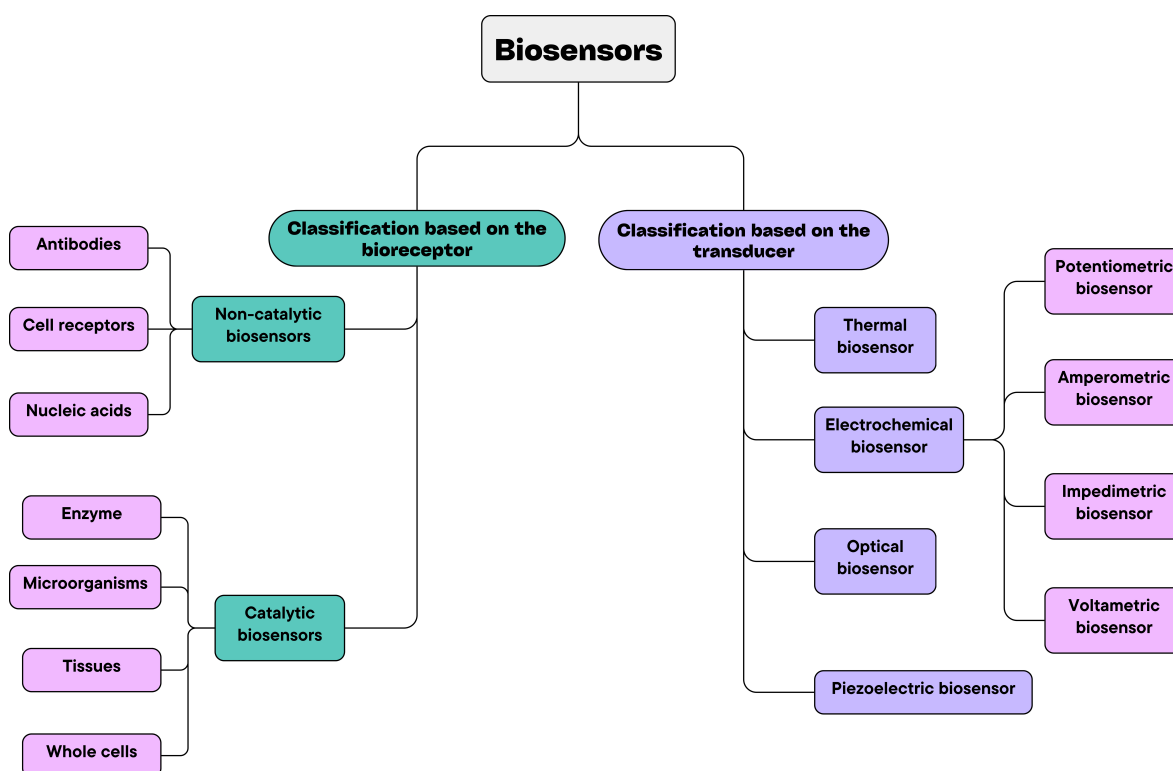 Biosensors
Classification based on the
bioreceptor
Classification based on the
transducer
Antibodies
Cell receptors
Nucleic acids
Non-catalytic
biosensors
Enzyme
Microorganisms
Tissues
Whole cells
Catalytic
biosensors
Thermal
biosensor
Electrochemical
biosensor
Optical
biosensor
Piezoelectric biosensor
Potentiometric
biosensor
Amperometric
biosensor
Impedimetric
biosensor
Voltametric
biosensor